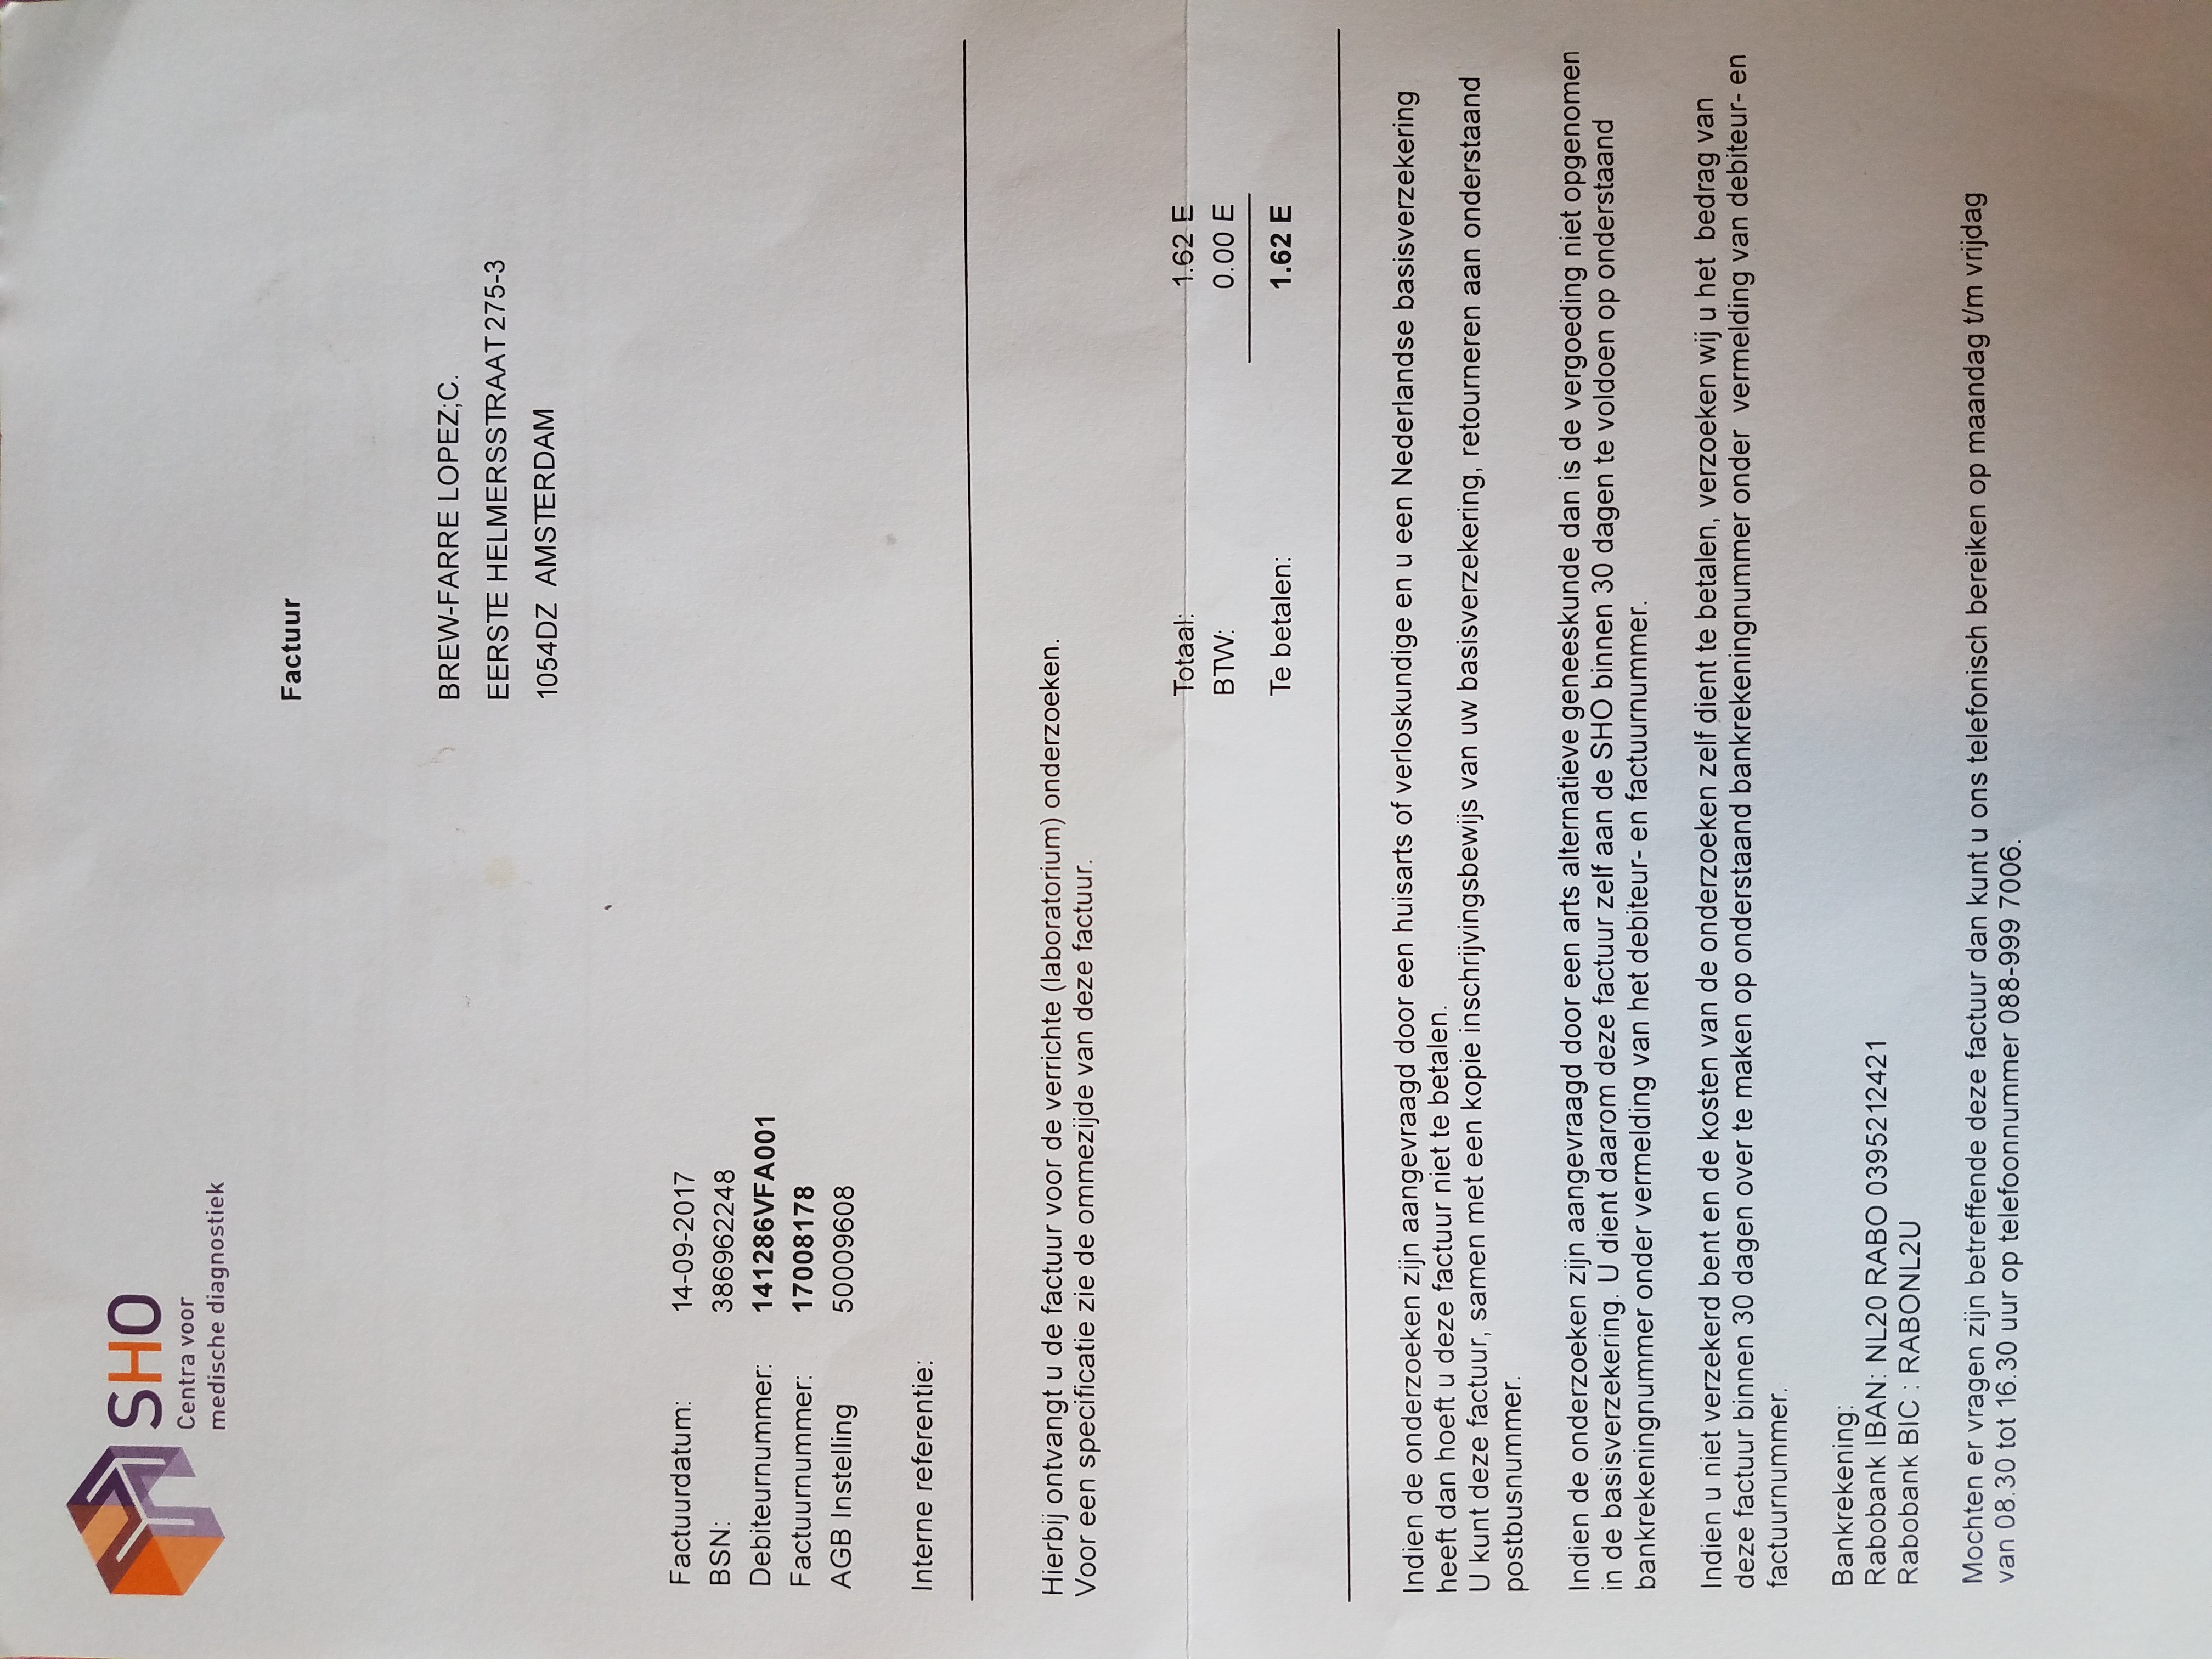 SHO
Centra voor
medische diagnostiek
Factuur
BREW-FARRE LOPEZ;C.
EERSTE HELMERSSTRAAT 275-3
1054DZ AMSTERDAM
Factuurdatum: 14-09-2017
BSN: 386962248
Debiteurnummer: 141286VFA001
Factuurnummer: 17008178
AGB Instelling 50009608
Interne referentie:
Hierbij ontvangt u de factuur voor de verrichte (laboratorium) onderzoeken.
Voor een specificatie zie de ommezijde van deze factuur.
Totaal: 1.62 E
BTW: 0.00 E
Te betalen: 1.62 E
Indien de onderzoeken zijn aangevraagd door een huisarts of verloskundige en u een Nederlandse basisverzekering
heeft dan hoeft u deze factuur niet te betalen.
U kunt deze factuur, samen met een kopie inschrijvingsbewijs van uw basisverzekering, retourneren aan onderstaand
postbusnummer.
Indien de onderzoeken zijn aangevraagd door een arts alternatieve geneeskunde dan is de vergoeding niet opgenomen
in de basisverzekering. U dient daarom deze factuur zelf aan de SHO binnen 30 dagen te voldoen op onderstaand
bankrekeningnummer onder vermelding van het debiteur- en factuurnummer.
Indien u niet verzekerd bent en de kosten van de onderzoeken zelf dient te betalen, verzoeken wij u het bedrag van
deze factuur binnen 30 dagen over te maken op onderstaand bankrekeningnummer onder vermelding van debiteur- en
factuurnummer.
Bankrekening:
Rabobank IBAN: NL20 RABO 0395212421
Rabobank BIC : RABONL2U
Mochten er vragen zijn betreffende deze factuur dan kunt u ons telefonisch bereiken op maandag t/m vrijdag
van 08.30 tot 16.30 uur op telefoonnummer 088-999 7006.